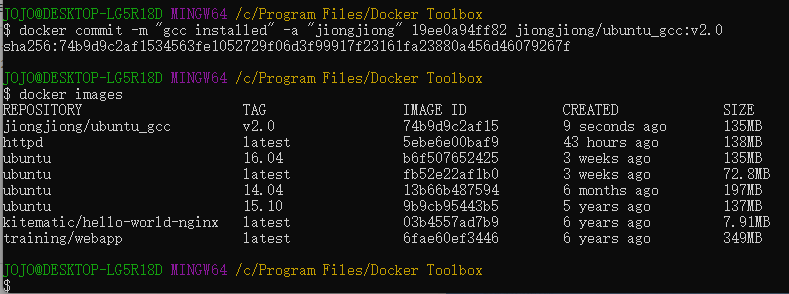 JOJO@DESKTOP-LG5R18D MINGW64 /c/Program Files/Docker Toolbox
$ docker commit -m "gcc installed" -a "jiongjiong" 19ee0a94ff82 jiongjiong/ubuntu_gcc:v2.0
sha256:74b9d9c2af1534563fe1052729f06d3f99917f23161fa23880a456d46079267f
JOJO@DESKTOP-LG5R18D MINGW64 /c/Program Files/Docker Toolbox
$ docker images
REPOSITORY TAG IMAGE ID CREATED SIZE
jiongjiong/ubuntu_gcc v2.0 74b9d9c2af15 9 seconds ago 135MB
httpd latest 5ebe6e00baf9 43 hours ago 138MB
ubuntu 16.04 b6f507652425 3 weeks ago 135MB
ubuntu latest fb52e22af1b0 3 weeks ago 72.8MB
ubuntu 14.04 13b66b487594 6 months ago 197MB
ubuntu 15.10 9b9cb95443b5 5 years ago 137MB
kitematic/hello-world-nginx latest 03b4557ad7b9 6 years ago 7.91MB
training/webapp latest 6fae60ef3446 6 years ago 349MB
JOJO@DESKTOP-LG5R18D MINGW64 /c/Program Files/Docker Toolbox
$